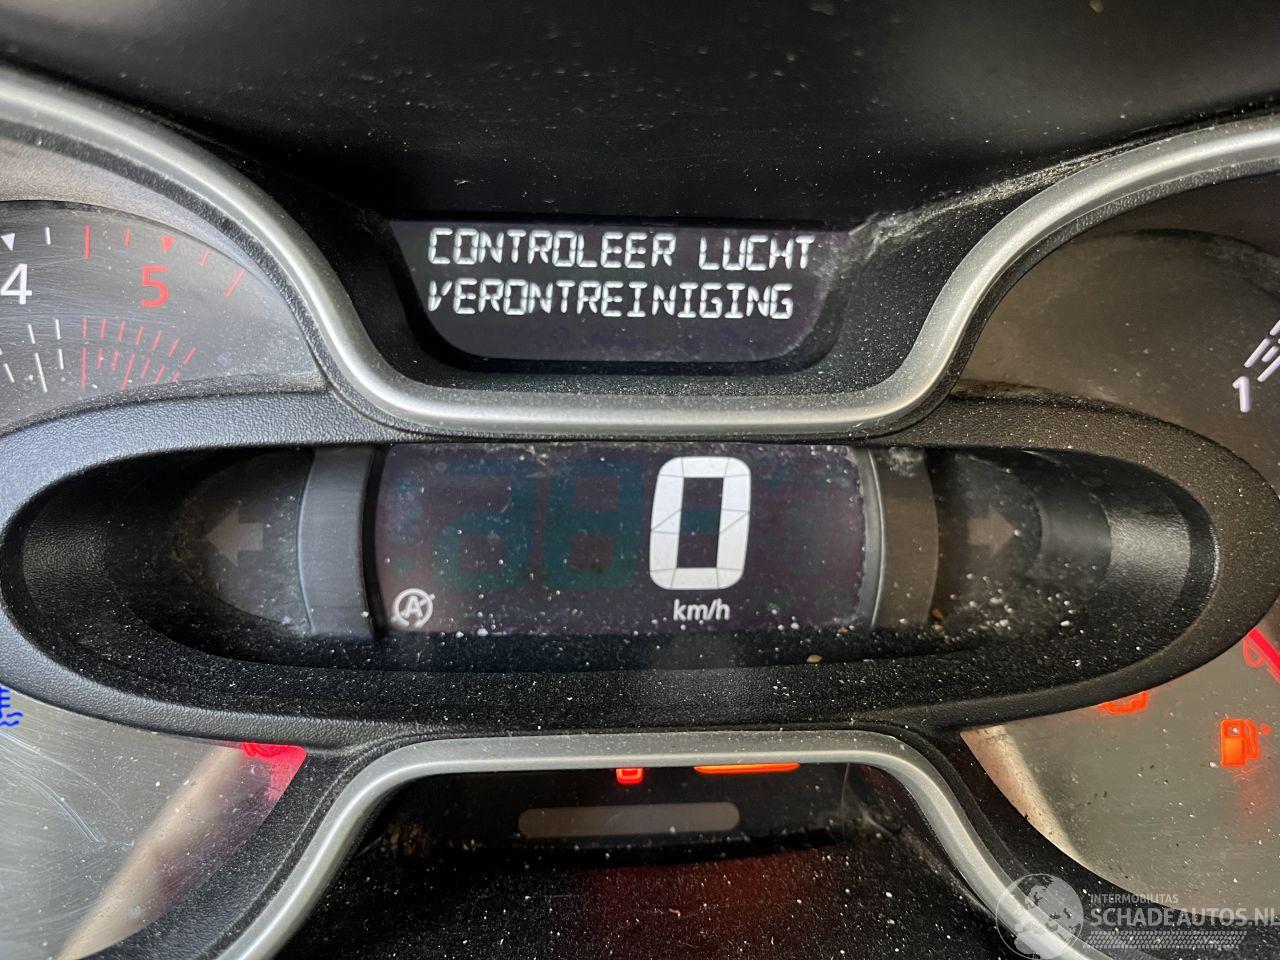 CONTROLEER LUCHT
VERONTREINIGING
4
5
1
0
A
km/h
INTERMOBILITAS
SCHADEAUTOS.NL